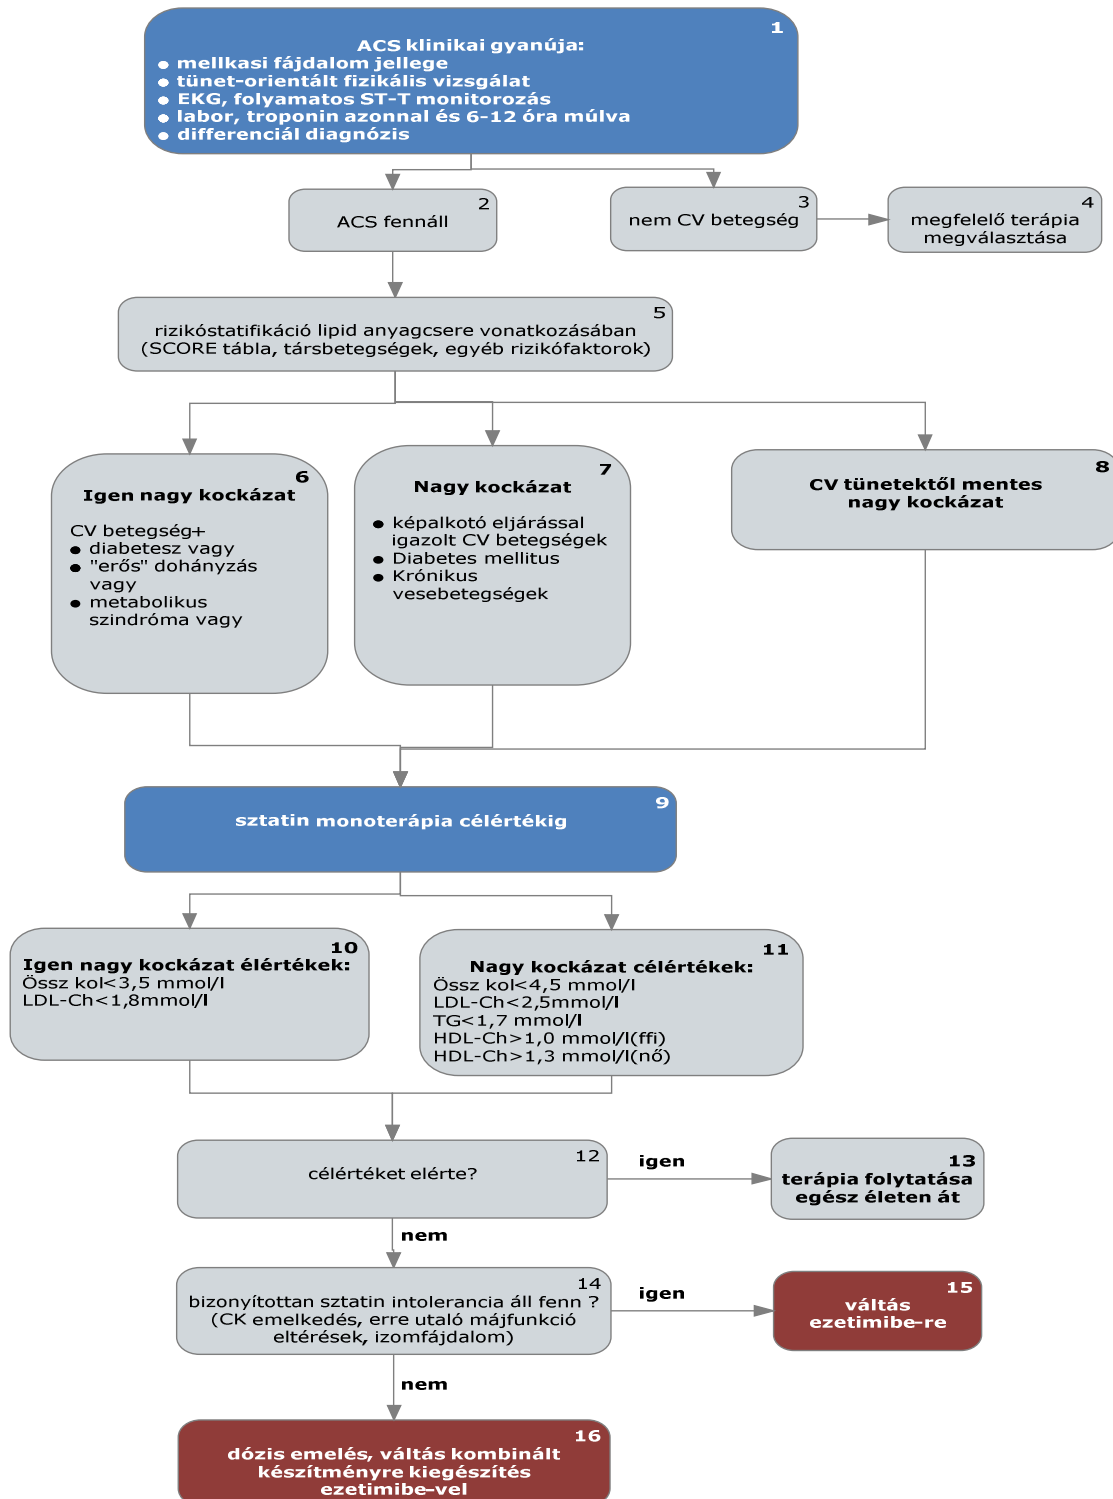 1
ACS klinikai gyanúja:
● mellkasi fájdalom jellege
● tünet-orientált fizikális vizsgálat
● EKG, folyamatos ST-T monitorozás
● labor, troponin azonnal és 6-12 óra múlva
● differenciál diagnózis
2
ACS fennáll
3
nem CV betegség
4
megfelelő terápia
megválasztása
5
rizikóstatifikáció lipid anyagcsere vonatkozásában
(SCORE tábla, társbetegségek, egyéb rizikófaktorok)
6
Igen nagy kockázat
CV betegség+
● diabetesz vagy
● "erős" dohányzás
vagy
● metabolikus
szindróma vagy
7
Nagy kockázat
● képalkotó eljárással
igazolt CV betegségek
● Diabetes mellitus
● Krónikus
vesebetegségek
8
CV tünetektől mentes
nagy kockázat
9
sztatin monoterápia célértékig
10
Igen nagy kockázat élértékek:
Össz kol<3,5 mmol/l
LDL-Ch<1,8mmol/l
11
Nagy kockázat célértékek:
Össz kol<4,5 mmol/l
LDL-Ch<2,5mmol/l
TG<1,7 mmol/l
HDL-Ch>1,0 mmol/l(ffi)
HDL-Ch>1,3 mmol/l(nő)
12
célértéket elérte?
igen
13
terápia folytatása
egész életen át
nem
14
bizonyítottan sztatin intolerancia áll fenn ?
(CK emelkedés, erre utaló májfunkció
eltérések, izomfájdalom)
igen
15
váltás
ezetimibe-re
nem
16
dózis emelés, váltás kombinált
készítményre kiegészítés
ezetimibe-vel